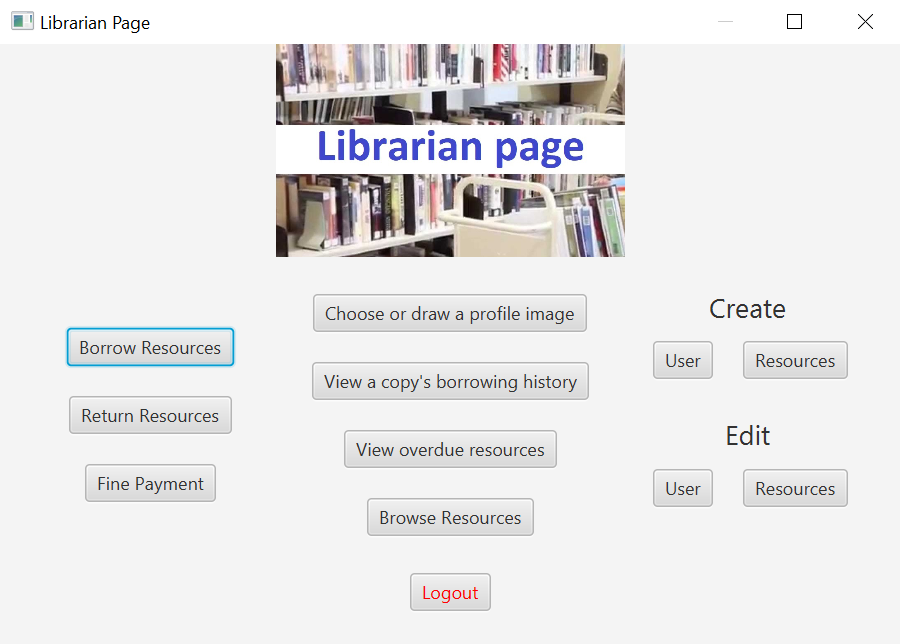 Librarian Page
Librarian page
Borrow Resources
Return Resources
Fine Payment
Choose or draw a profile image
View a copy's borrowing history
View overdue resources
Browse Resources
Logout
Create
User Resources
Edit
User Resources